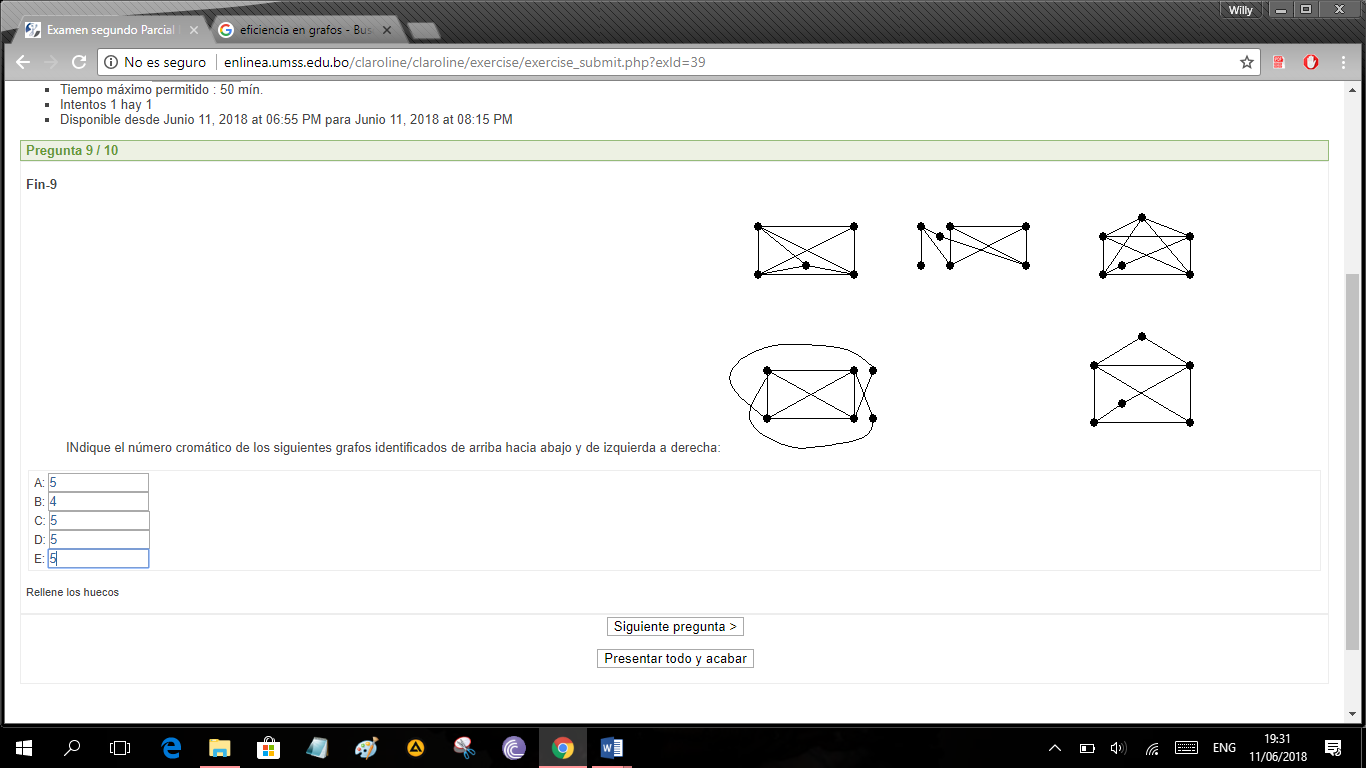 Willy
Examen segundo Parcial
eficiencia en grafos - Bus
No es seguro
enlinea.umss.edu.bo/claroline/claroline/exercise/exercise_submit.php?exId=39
Tiempo máximo permitido : 50 mín.
Intentos 1 hay 1
Disponible desde Junio 11, 2018 at 06:55 PM para Junio 11, 2018 at 08:15 PM
Pregunta 9 / 10
Fin-9
INdique el número cromático de los siguientes grafos identificados de arriba hacia abajo y de izquierda a derecha:
A: 5
B: 4
C: 5
D: 5
E: 5
Rellene los huecos
Siguiente pregunta >
Presentar todo y acabar
ENG
19:31
11/06/2018